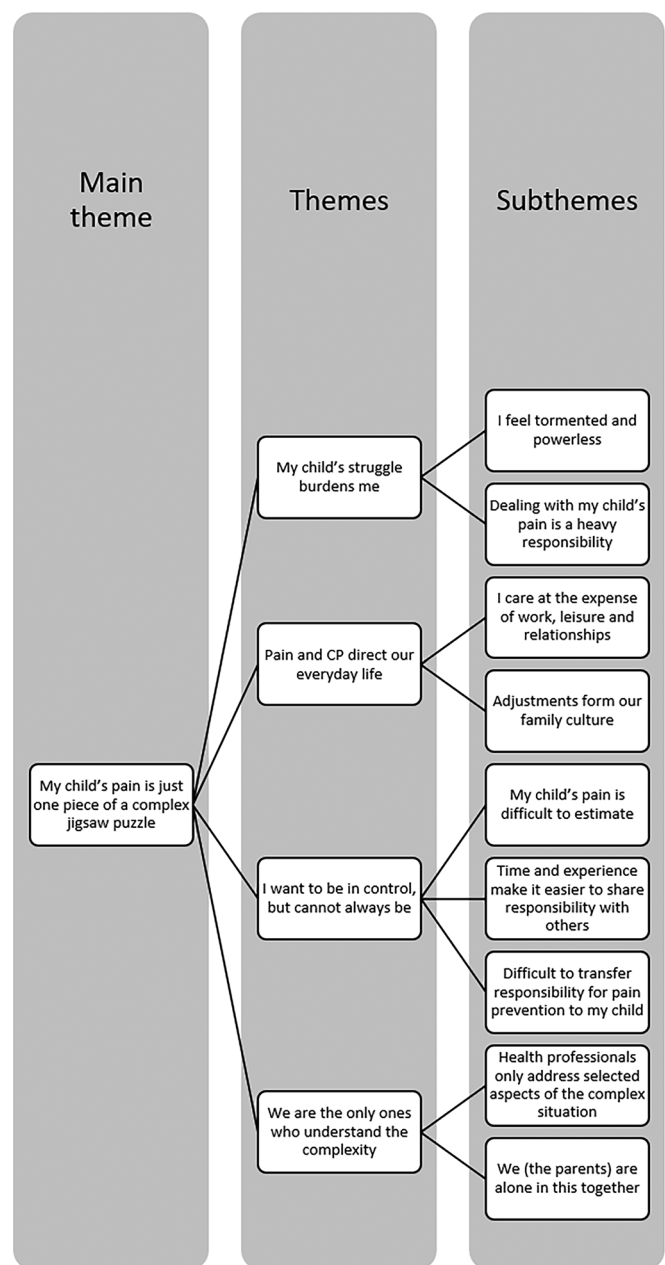 Main
theme
Themes
Subthemes
My child’s pain is just
one piece of a complex
jigsaw puzzle
My child’s struggle
burdens me
I feel tormented and
powerless
Dealing with my child’s
pain is a heavy
responsibility
Pain and CP direct our
everyday life
I care at the expense
of work, leisure and
relationships
Adjustments form our
family culture
I want to be in control,
but cannot always be
My child’s pain is
difficult to estimate
Time and experience
make it easier to share
responsibility with
others
Difficult to transfer
responsibility for pain
prevention to my child
We are the only ones
who understand the
complexity
Health professionals
only address selected
aspects of the complex
situation
We (the parents) are
alone in this together